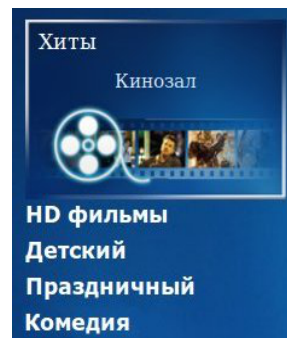 Хиты
Кинозал
HD фильмы
Детский
Праздничный
Комедия